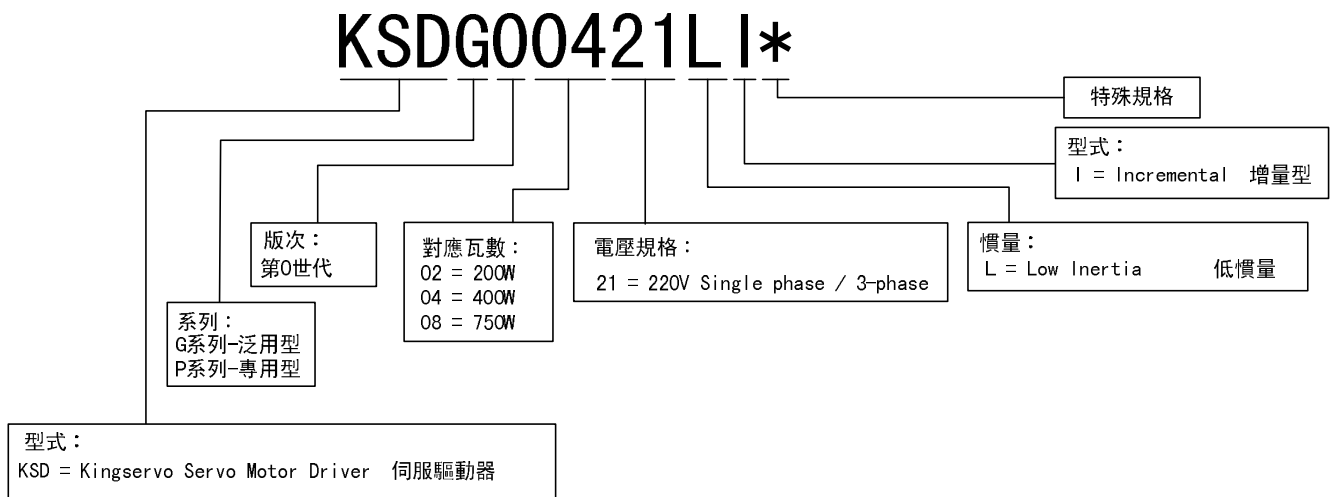 KSDG00421LI*
特殊規格
型式：
I = Incremental 增量型
慣量：
L = Low Inertia 低慣量
電壓規格：
21 = 220V Single phase / 3-phase
對應瓦數：
02 = 200W
04 = 400W
08 = 750W
版次：
第0世代
系列：
G系列-泛用型
P系列-專用型
型式：
KSD = Kingservo Servo Motor Driver 伺服驅動器